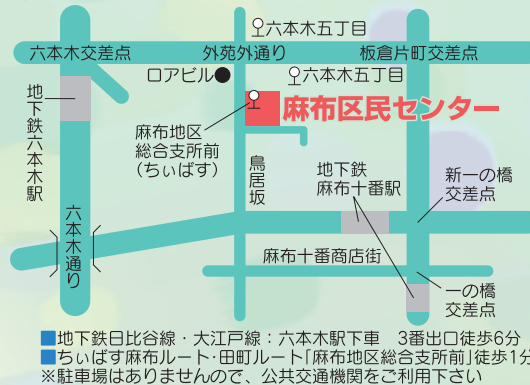 六本木五丁目
六本木交差点
外苑外通り
板倉片町交差点
ロアビル
六本木五丁目
地下鉄六本木駅
麻布区民センター
麻布地区
総合支所前
(ちぃばす)
鳥居坂
地下鉄
麻布十番駅
新一の橋
交差点
六本木通り
麻布十番商店街
一の橋
交差点
■地下鉄日比谷線・大江戸線：六本木駅下車　3番出口徒歩6分
■ちぃばす麻布ルート・田町ルート「麻布地区総合支所前」徒歩1分
※駐車場はありませんので、公共交通機関をご利用下さい